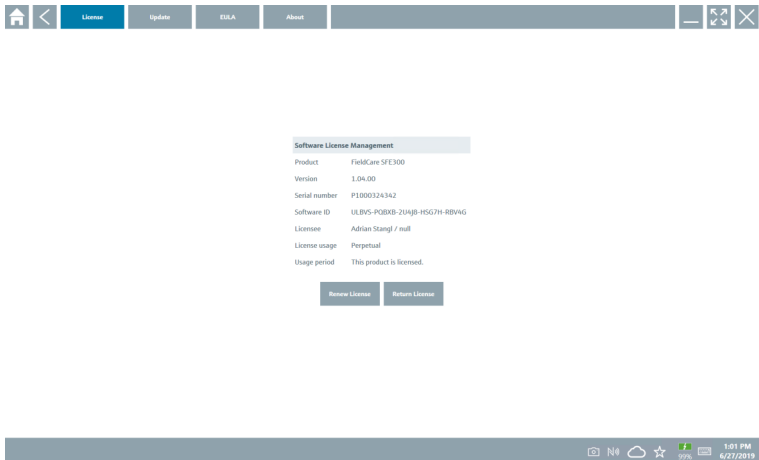 License Update EULA About
Software License Management
Product FieldCare SFE300
Version 1.04.00
Serial number P1000324342
Software ID ULBVS-PQBXB-2U4J8-HSG7H-RBV4G
Licensee Adrian Stangl / null
License usage Perpetual
Usage period This product is licensed.
Renew License Return License
99%
1:01 PM
6/27/2019